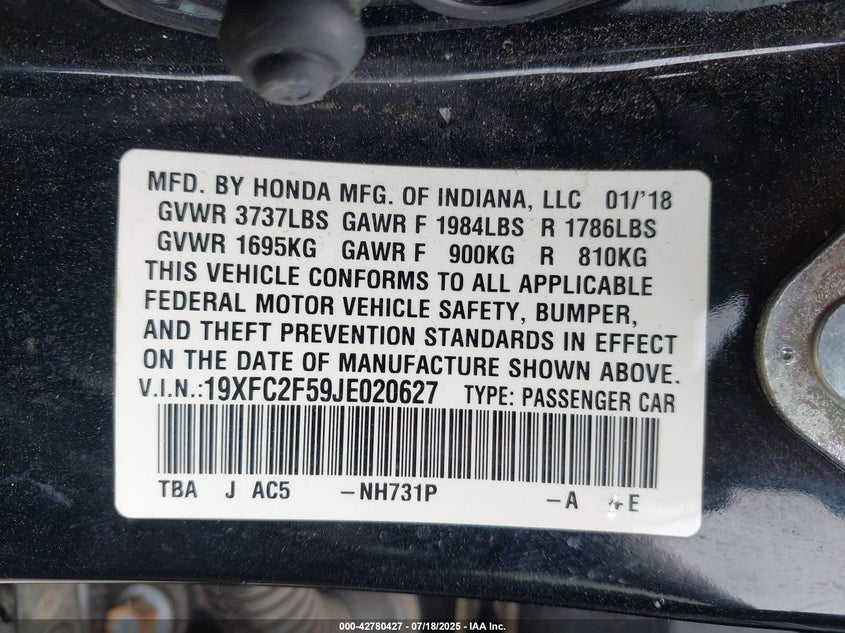 MFD. BY HONDA MFG. OF INDIANA, LLC 01/'18
GVWR 3737LBS GAWR F 1984LBS R 1786LBS
GVWR 1695KG GAWR F 900KG R 810KG
THIS VEHICLE CONFORMS TO ALL APPLICABLE
FEDERAL MOTOR VEHICLE SAFETY, BUMPER,
AND THEFT PREVENTION STANDARDS IN EFFECT
ON THE DATE OF MANUFACTURE SHOWN ABOVE.
V.I.N.:19XFC2F59JE020627 TYPE: PASSENGER CAR
TBA J AC5 -NH731P -A E
000-42780427 - 07/18/2025 - IAA Inc.